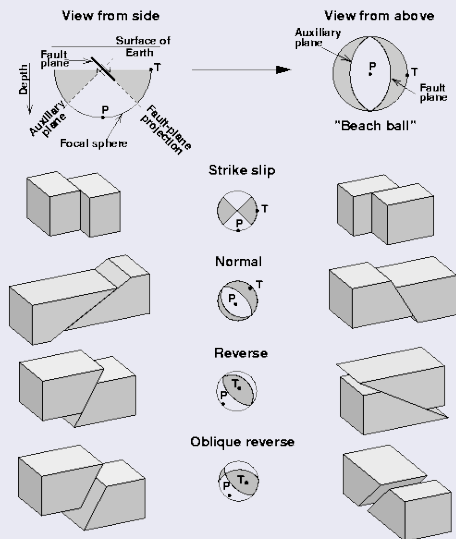 View from side
View from above
Surface of
Earth
Fault
plane
T
Depth
P
Auxiliary
plane
Fault-plane
projection
Focal sphere
Auxiliary
plane
P
T
Fault
plane
"Beach ball"
Strike slip
T
P
Normal
T
P
Reverse
T
P
Oblique reverse
P
T